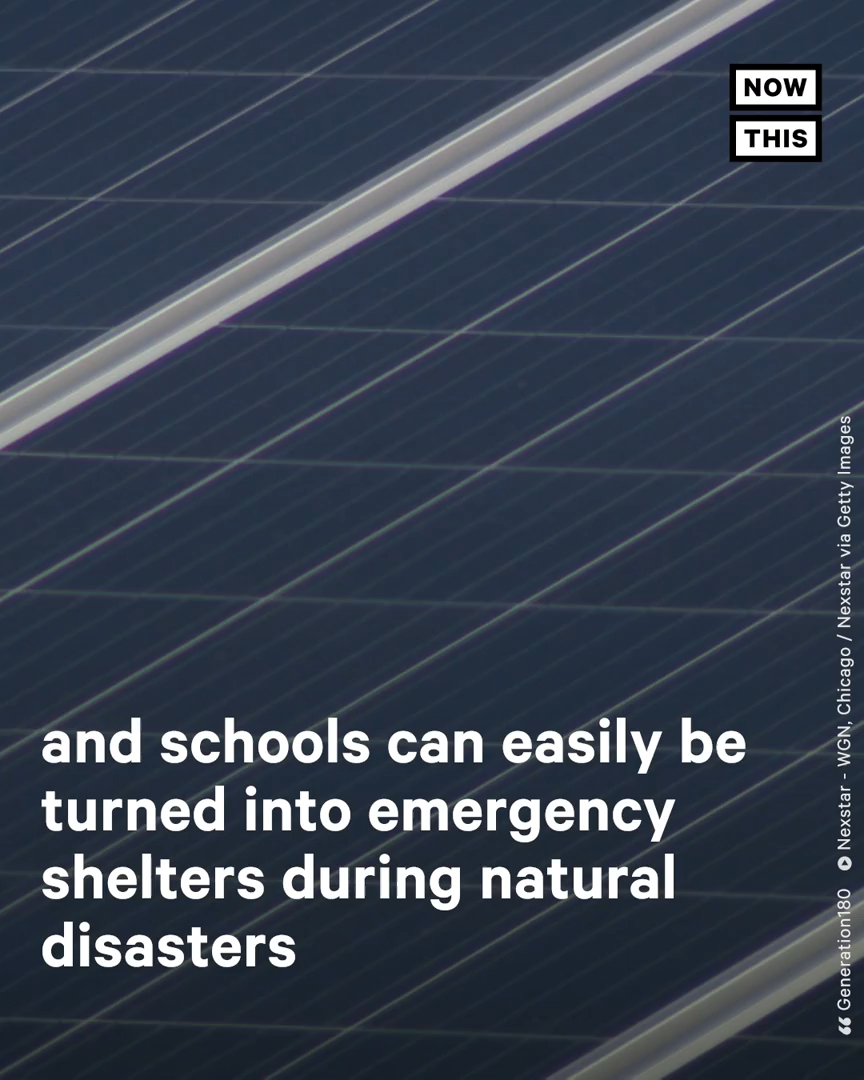 NOW
THIS
and schools can easily be
turned into emergency
shelters during natural
disasters
❝ Generation180 Nexstar - WGN, Chicago / Nexstar via Getty Images